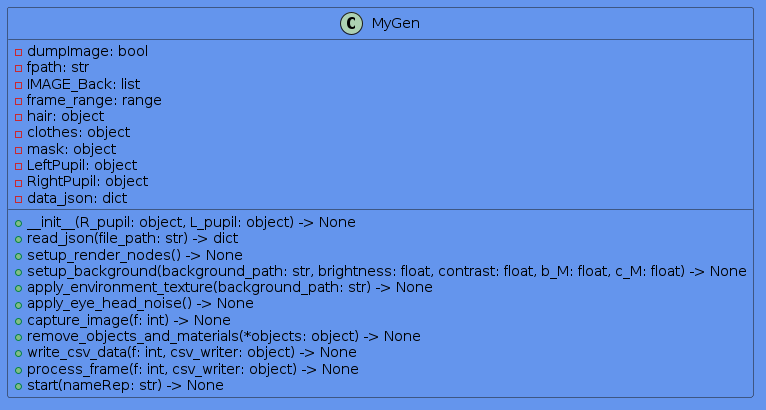 C MyGen
dumpImage: bool
fpath: str
IMAGE_Back: list
frame_range: range
hair: object
clothes: object
mask: object
LeftPupil: object
RightPupil: object
data_json: dict
__init__(R_pupil: object, L_pupil: object) -> None
read_json(file_path: str) -> dict
setup_render_nodes() -> None
setup_background(background_path: str, brightness: float, contrast: float, b_M: float, c_M: float) -> None
apply_environment_texture(background_path: str) -> None
apply_eye_head_noise() -> None
capture_image(f: int) -> None
remove_objects_and_materials(*objects: object) -> None
write_csv_data(f: int, csv_writer: object) -> None
process_frame(f: int, csv_writer: object) -> None
start(nameRep: str) -> None